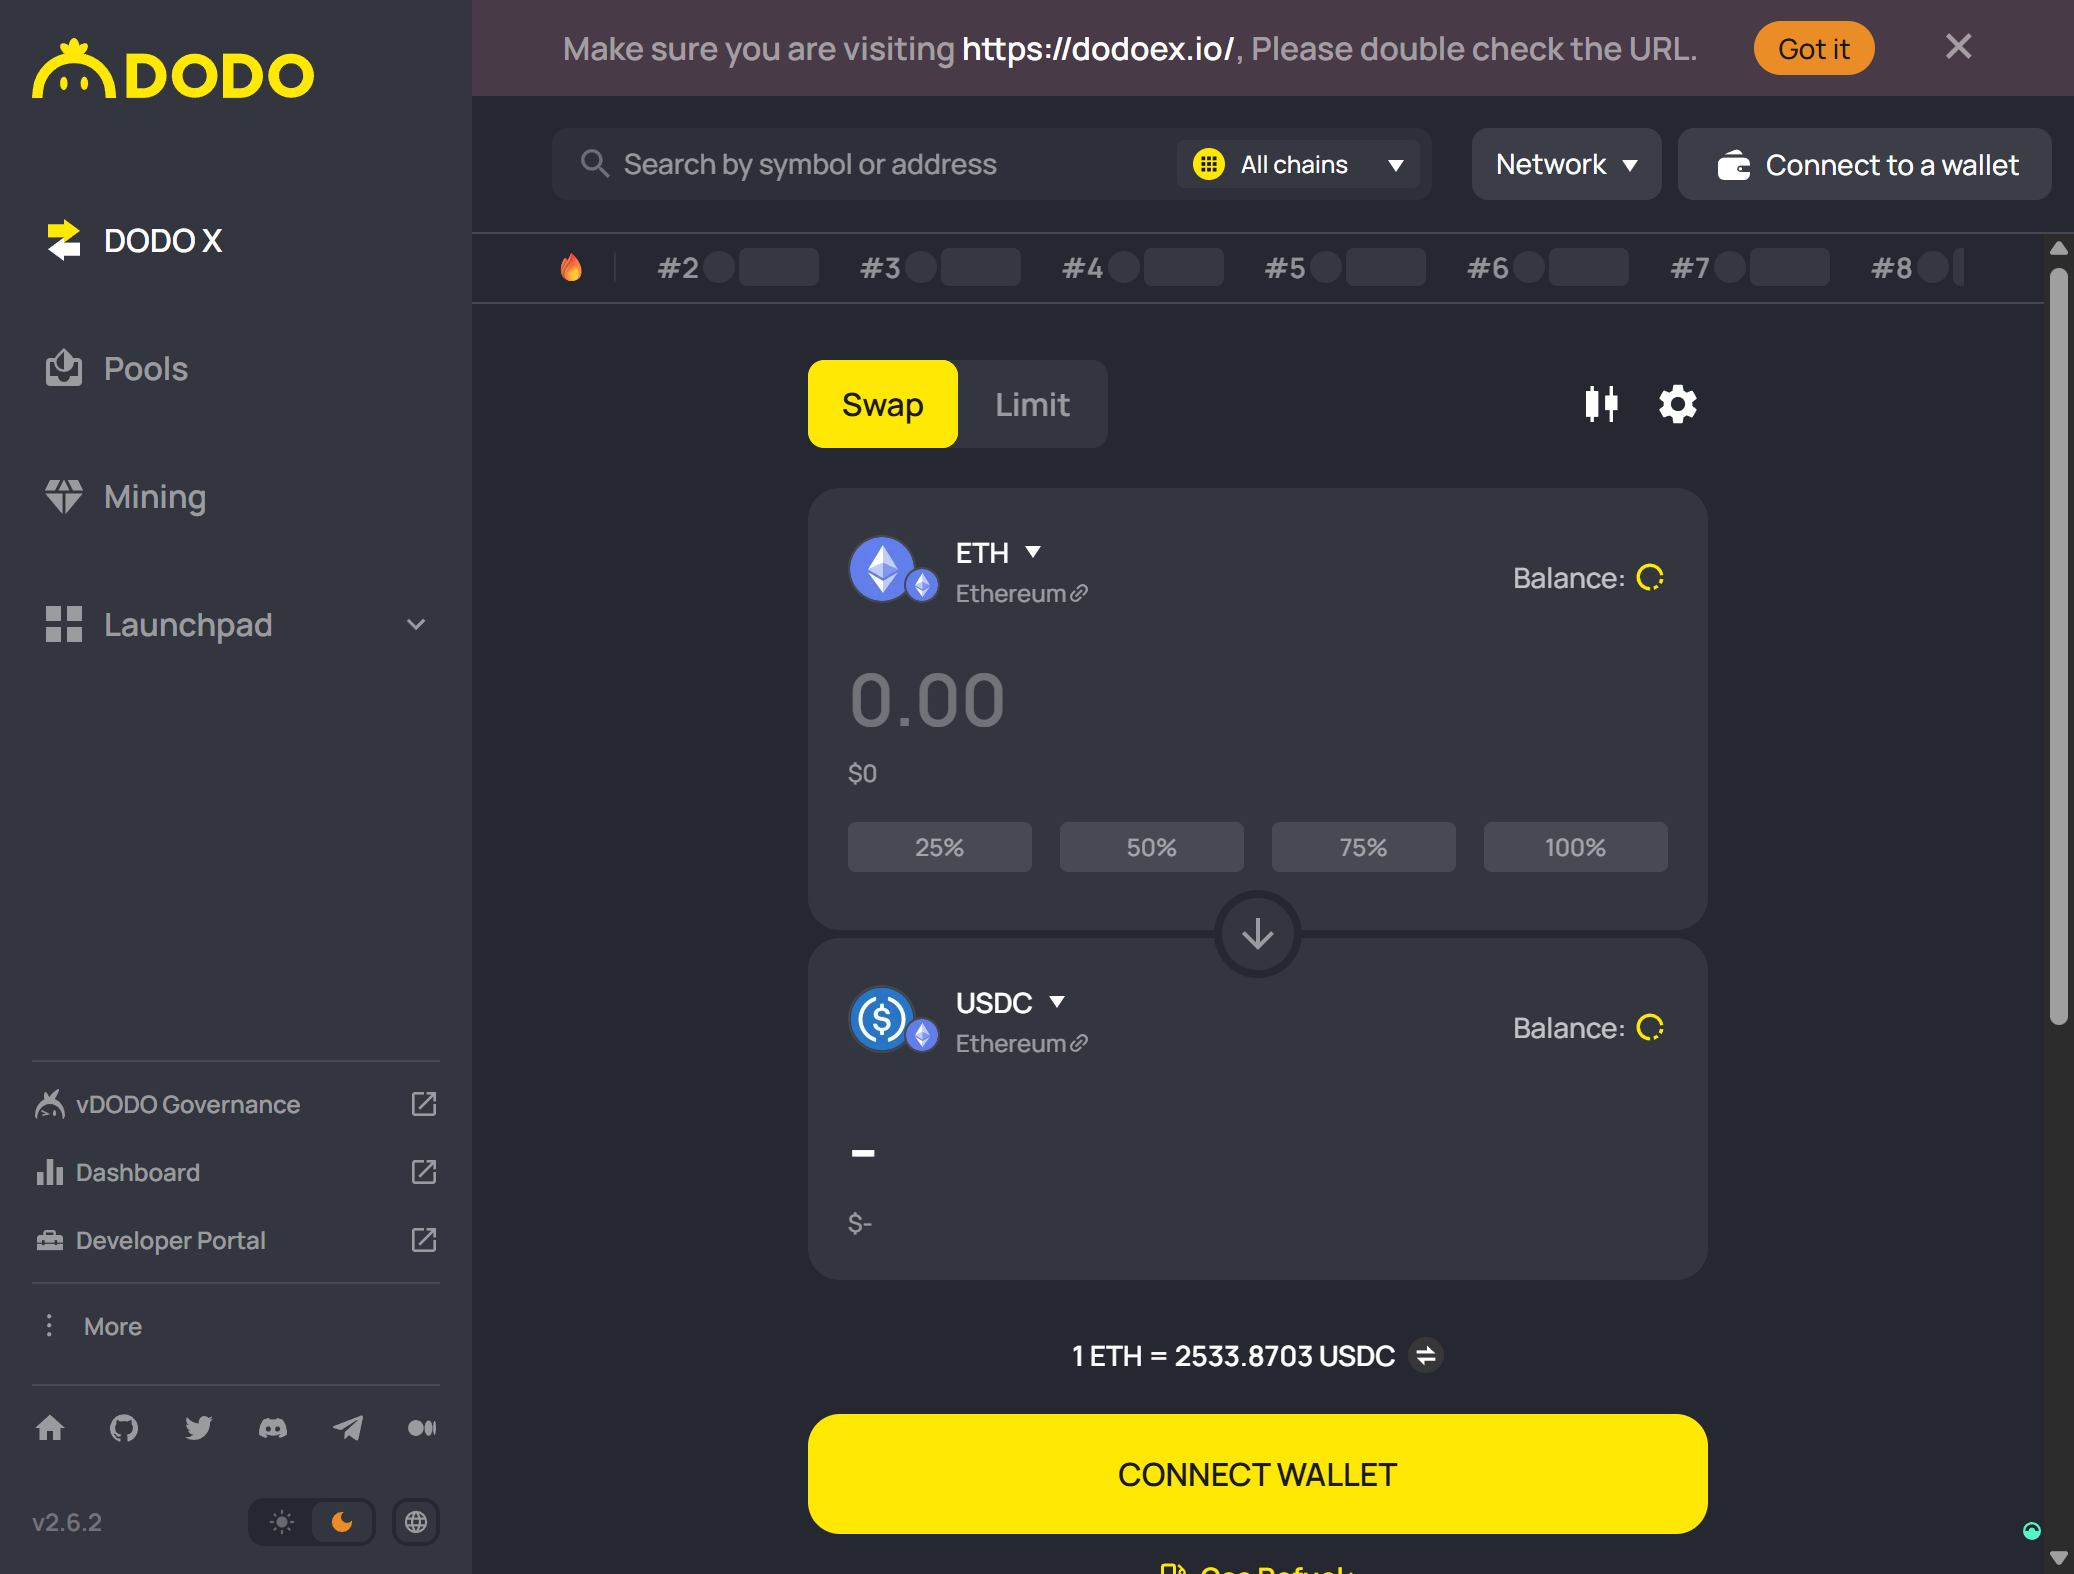 DODO
Make sure you are visiting https://dodoex.io/, Please double check the URL.
Got it
Search by symbol or address
All chains
Network
Connect to a wallet
DODO X
Pools
Mining
Launchpad
#2
#3
#4
#5
#6
#7
#8
Swap
Limit
ETH
Ethereum
Balance:
0.00
$0
25%
50%
75%
100%
USDC
Ethereum
Balance:
-
$-
1 ETH = 2533.8703 USDC
CONNECT WALLET
vDODO Governance
Dashboard
Developer Portal
More
v2.6.2